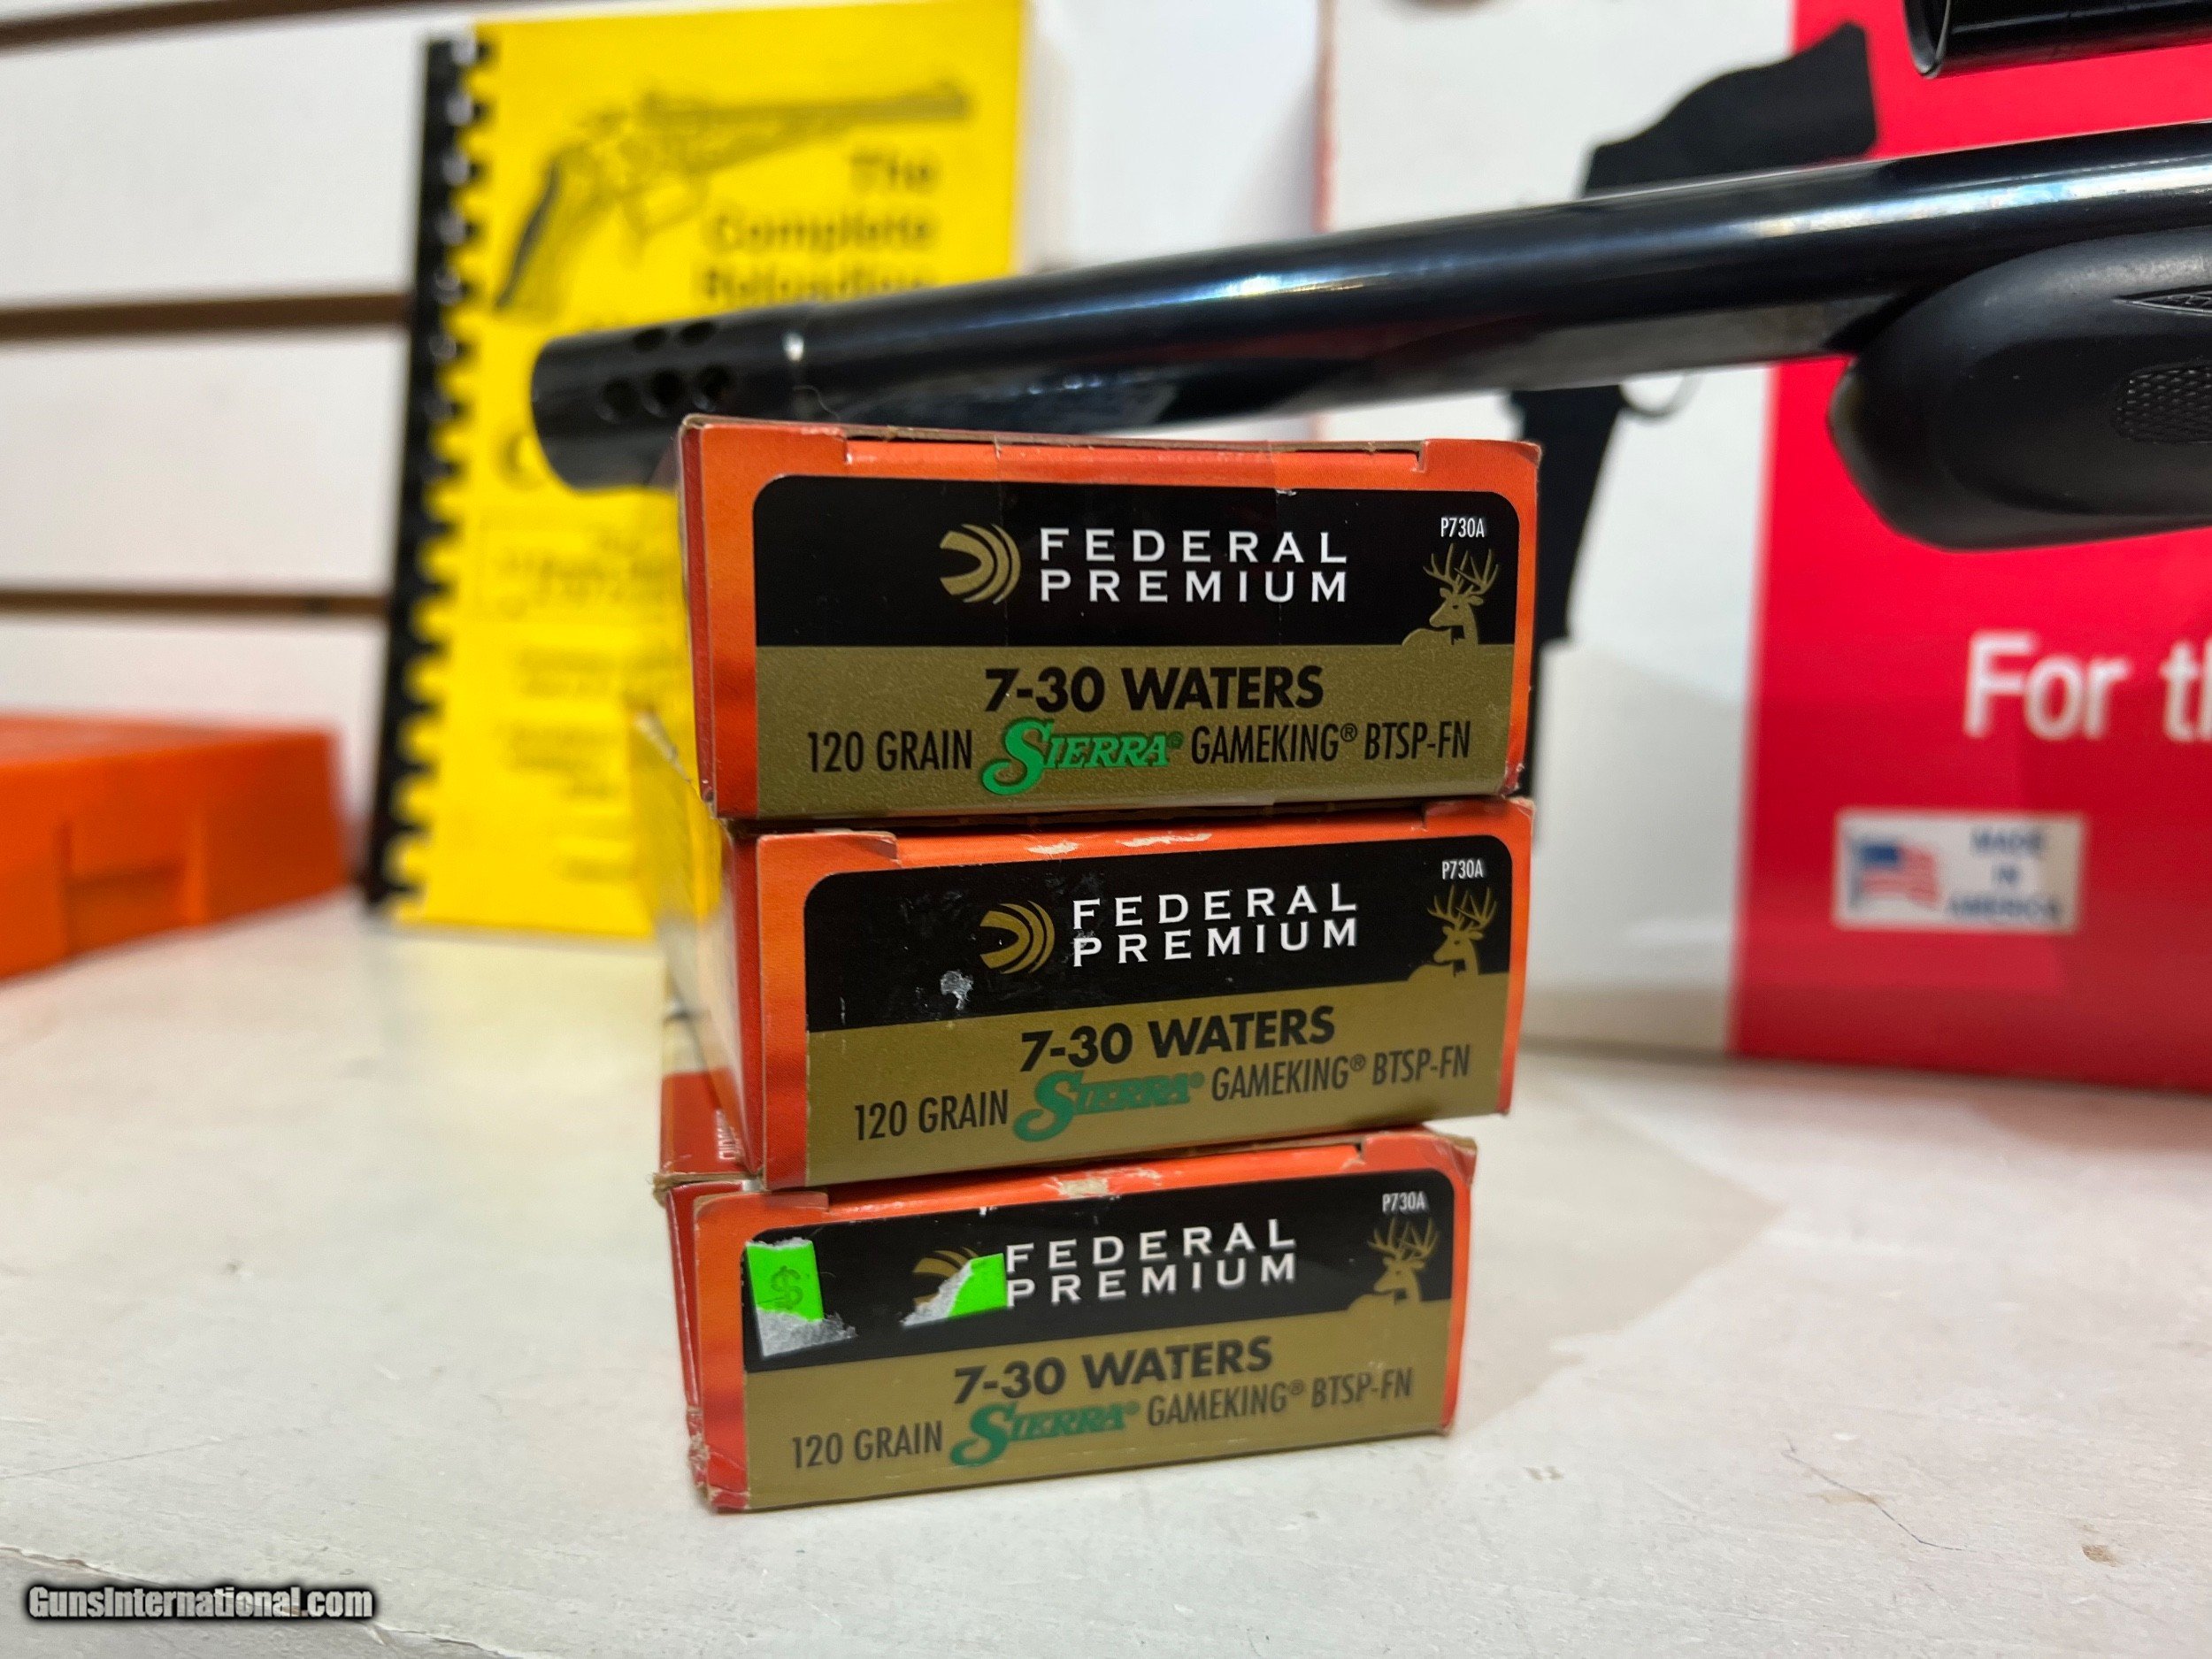 The
Complete
Reloading
FEDERAL
PREMIUM
P730A
7-30 WATERS
120 GRAIN SIERRA® GAMEKING® BTSP-FN
FEDERAL
PREMIUM
P730A
7-30 WATERS
120 GRAIN SIERRA® GAMEKING® BTSP-FN
$
FEDERAL
PREMIUM
P730A
7-30 WATERS
120 GRAIN SIERRA® GAMEKING® BTSP-FN
For th
MADE
IN
AMERICA
GunsInternational.com